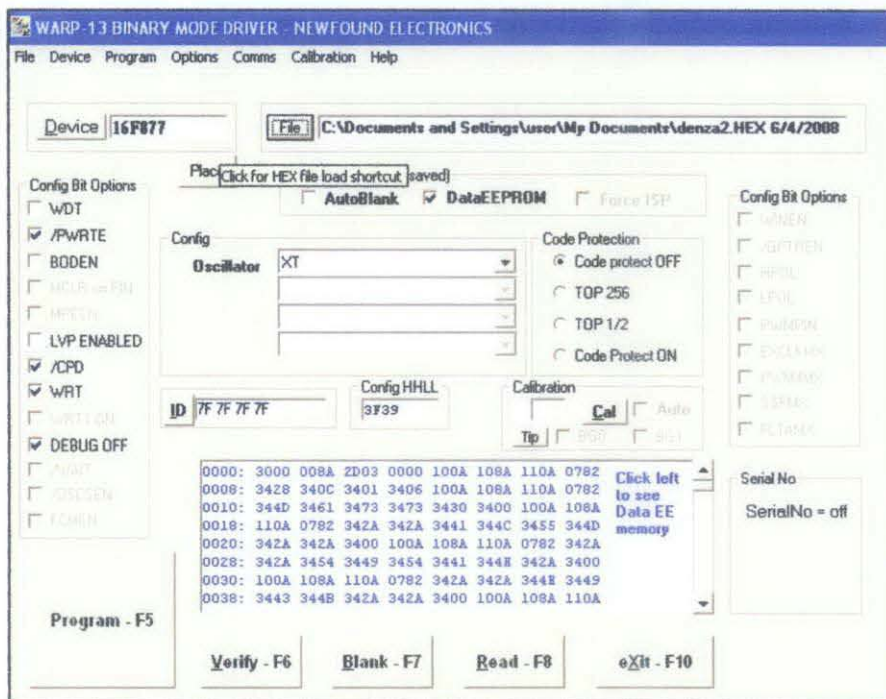 WARP-13 BINARY MODE DRIVER - NEWFOUND ELECTRONICS
File Device Program Options Comms Calibration Help
Device 16F877
File C:\Documents and Settings\user\My Documents\denza2.HEX 6/4/2008
Click for HEX file load shortcut saved)
AutoBlank DataEEPROM Force ISP
Config Bit Options
WDT
/PWRTE
BODEN
LVP ENABLED
/CPD
WRT
DEBUG OFF
Config
Oscillator XT
Code Protection
Code protect OFF
TOP 256
TOP 1/2
Code Protect ON
Config Bit Options
ID 7F 7F 7F 7F
Config HHLL
3F39
Calibration
Cal Auto
Tip BG0 BG1
0000: 3000 008A 2D03 0000 100A 108A 110A 0782
0008: 3428 340C 3401 3406 100A 108A 110A 0782
0010: 344D 3461 3473 3473 3430 3400 100A 108A
0018: 110A 0782 342A 342A 3441 344C 3455 344D
0020: 342A 342A 3400 100A 108A 110A 0782 342A
0028: 342A 3454 3449 3454 3441 344E 342A 3400
0030: 100A 108A 110A 0782 342A 342A 344E 3449
0038: 3443 344B 342A 342A 3400 100A 108A 110A
Click left
to see
Data EE
memory
Serial No
SerialNo = off
Program - F5
Verify - F6
Blank - F7
Read - F8
eXit - F10